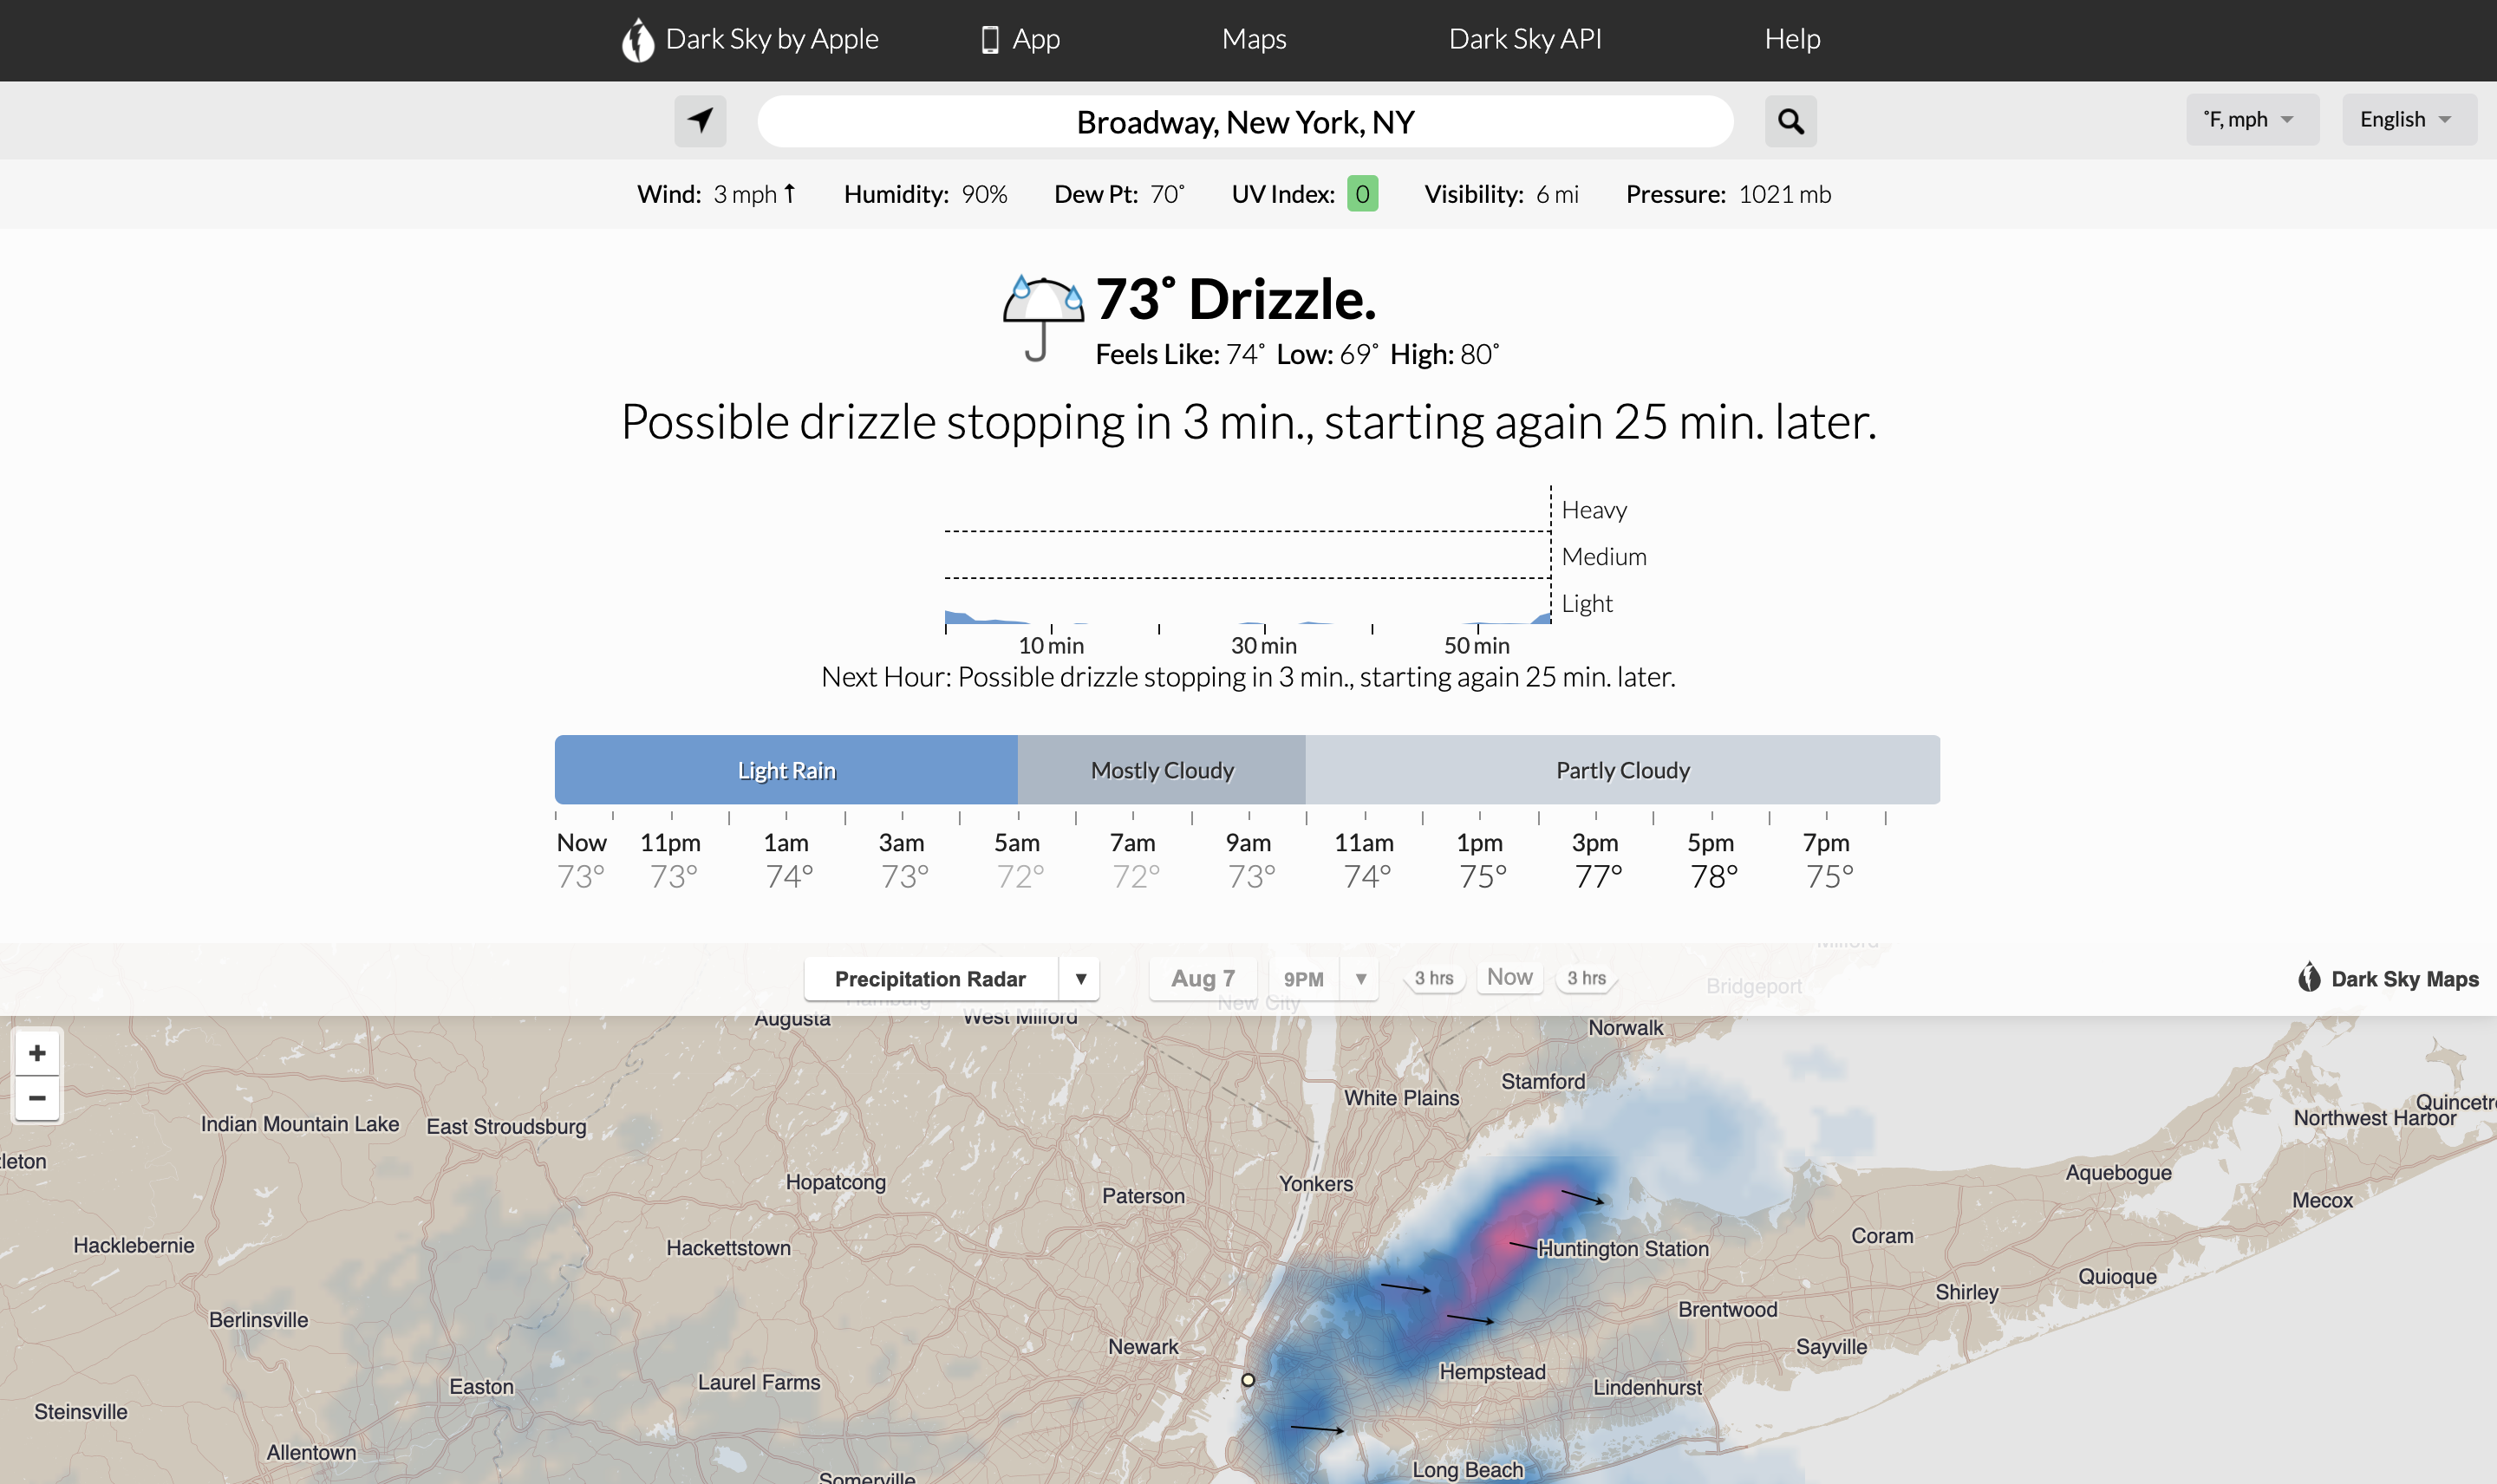 Dark Sky by Apple App Maps Dark Sky API Help
Broadway, New York, NY
˚F, mph English
Wind: 3 mph ↑ Humidity: 90% Dew Pt: 70˚ UV Index: 0 Visibility: 6 mi Pressure: 1021 mb
73˚ Drizzle.
Feels Like: 74˚ Low: 69˚ High: 80˚
Possible drizzle stopping in 3 min., starting again 25 min. later.
Heavy
Medium
Light
10 min 30 min 50 min
Next Hour: Possible drizzle stopping in 3 min., starting again 25 min. later.
Light Rain Mostly Cloudy Partly Cloudy
Now 11pm 1am 3am 5am 7am 9am 11am 1pm 3pm 5pm 7pm
73° 73° 74° 73° 72° 72° 73° 74° 75° 77° 78° 75°
Milford
Precipitation Radar ▼ Aug 7 9PM ▼ 3 hrs Now 3 hrs Dark Sky Maps
Bridgeport
Hamburg New City
Augusta West Milford
Norwalk
+
−
Stamford
White Plains
Quincetre
Northwest Harbor
Indian Mountain Lake East Stroudsburg
leton
Aquebogue
Hopatcong Yonkers
Paterson
Mecox
Coram
Hacklebernie Hackettstown Huntington Station
Quioque
Shirley
Brentwood
Berlinsville
Newark Sayville
Hempstead
Laurel Farms
Easton Lindenhurst
Steinsville
Allentown
Long Beach
Somerville